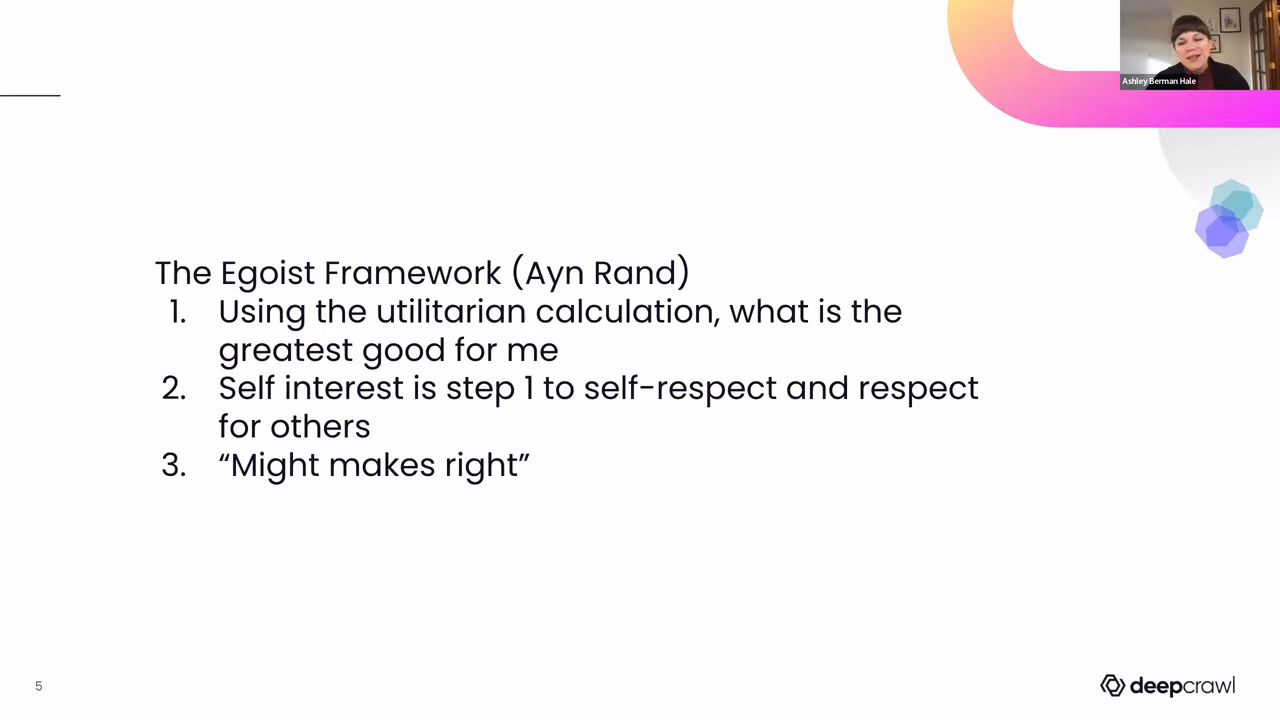 Ashley Berman Hale
The Egoist Framework (Ayn Rand)
1. Using the utilitarian calculation, what is the
greatest good for me
2. Self interest is step 1 to self-respect and respect
for others
3. “Might makes right”
5
deepcrawl